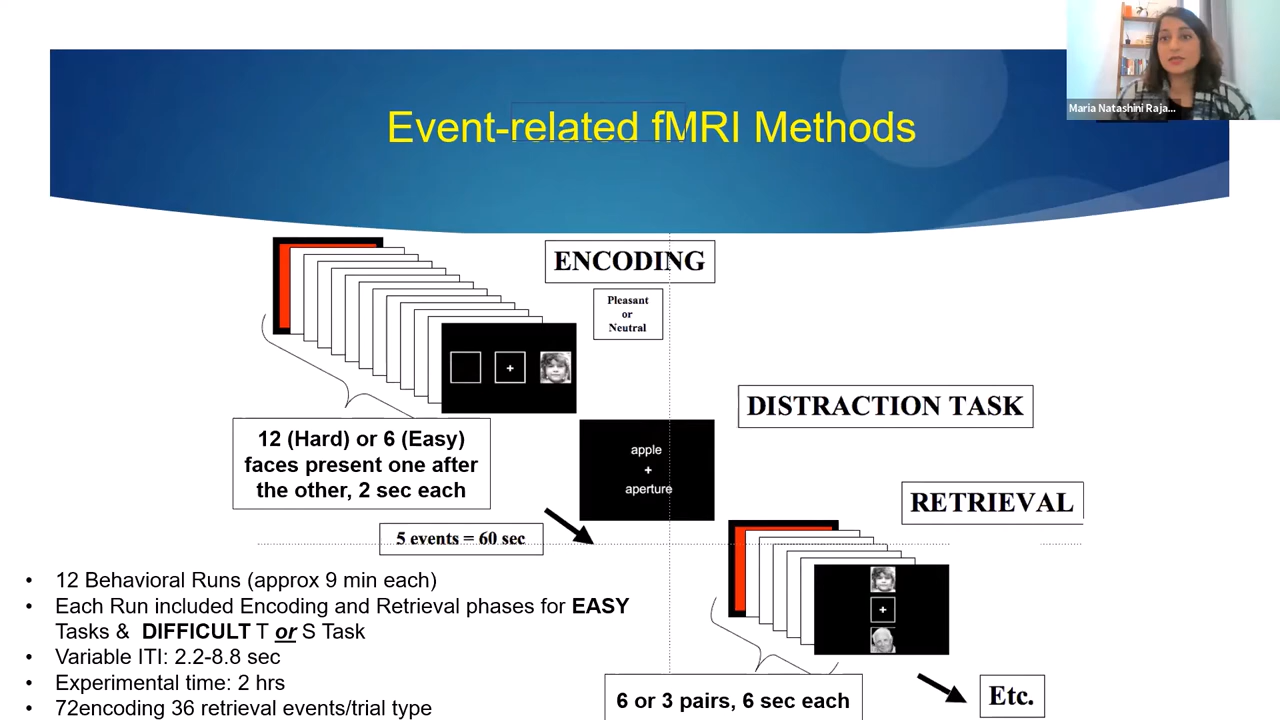 Maria Natashini Raja...
Event-related fMRI Methods
ENCODING
Pleasant
or
Neutral
12 (Hard) or 6 (Easy)
faces present one after
the other, 2 sec each
DISTRACTION TASK
apple
+
aperture
RETRIEVAL
5 events = 60 sec
• 12 Behavioral Runs (approx 9 min each)
• Each Run included Encoding and Retrieval phases for EASY
Tasks & DIFFICULT T or S Task
• Variable ITI: 2.2-8.8 sec
• Experimental time: 2 hrs
• 72encoding 36 retrieval events/trial type
6 or 3 pairs, 6 sec each
Etc.